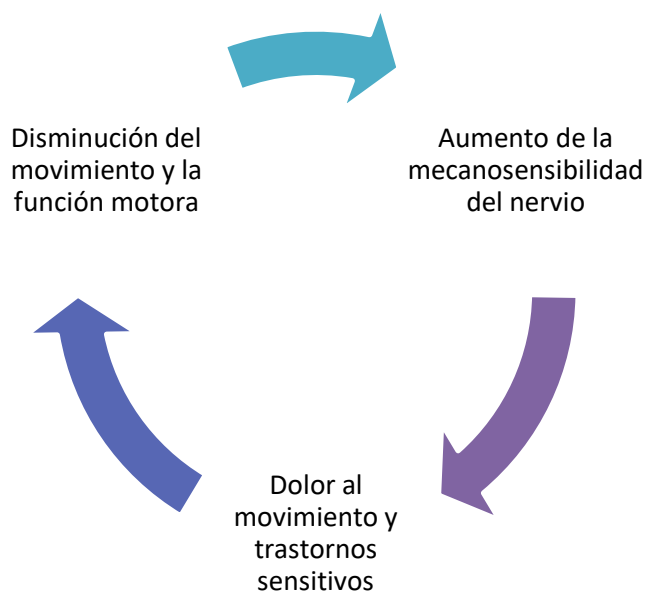 Disminución del
movimiento y la
función motora
Aumento de la
mecanosensibilidad
del nervio
Dolor al
movimiento y
trastornos
sensitivos